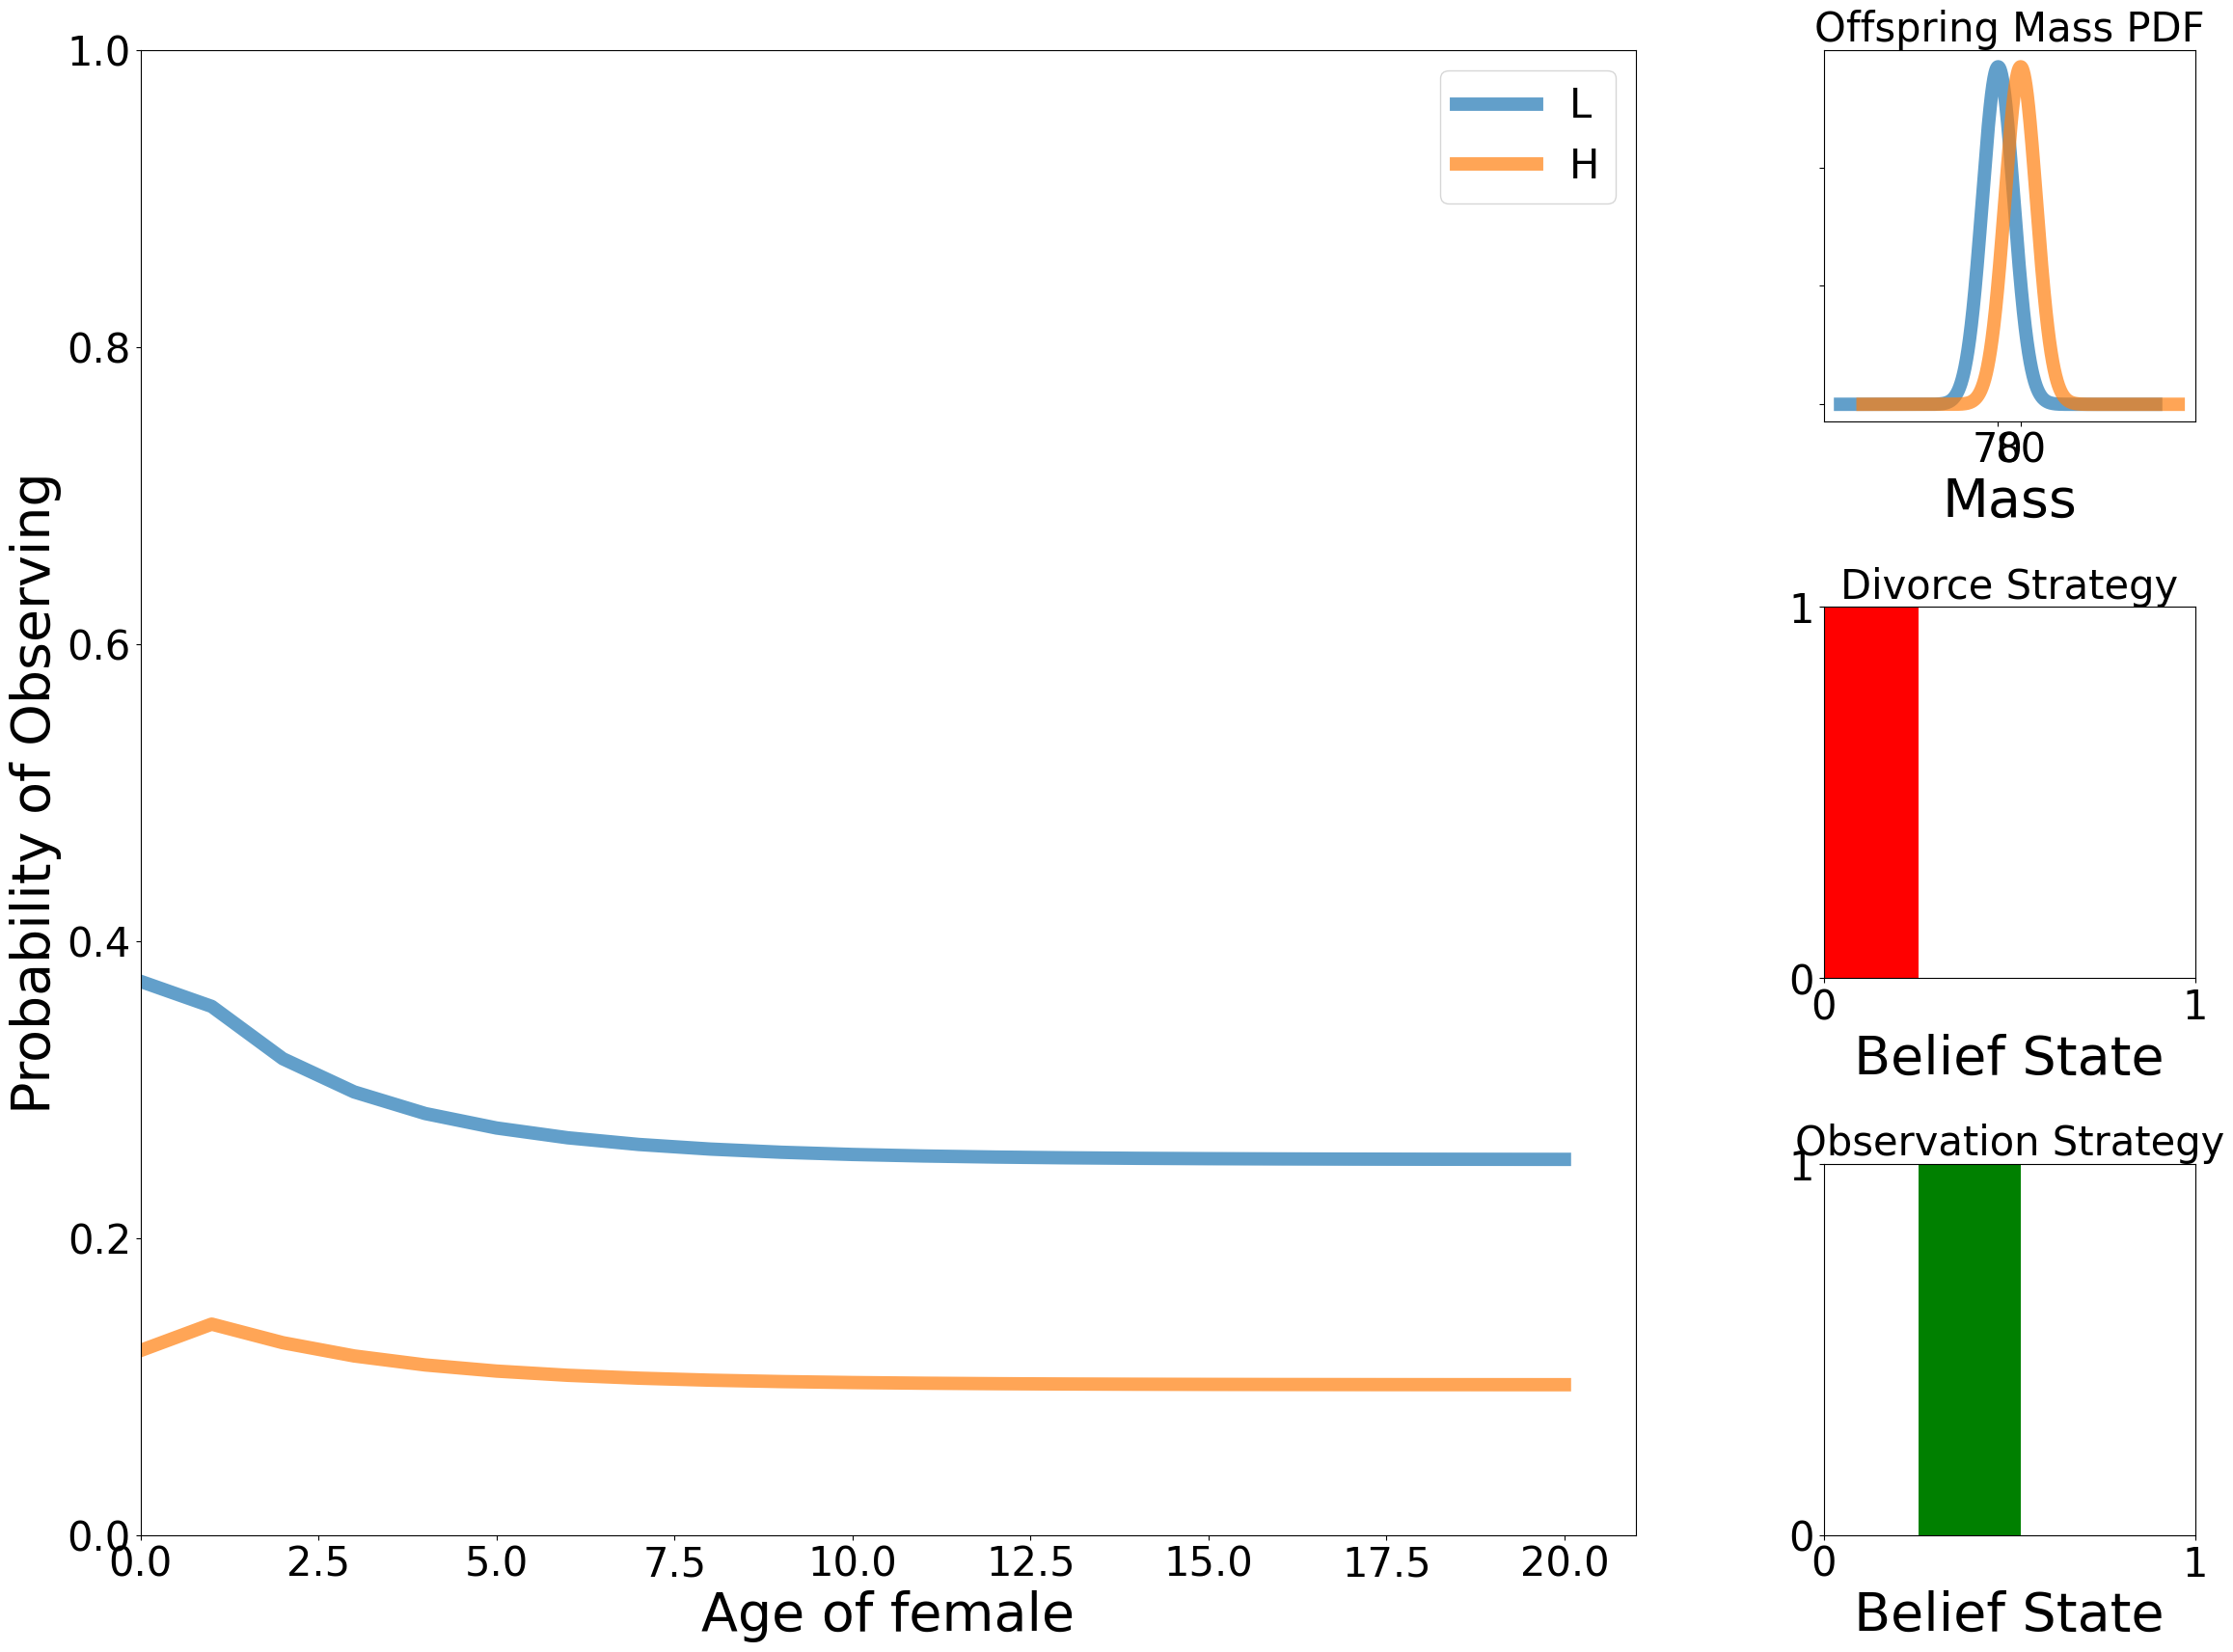 Probability of Observing
1.0
0.8
0.6
0.4
0.2
0.0
0.0 2.5 5.0 7.5 10.0 12.5 15.0 17.5 20.0
Age of female
L
H
Offspring Mass PDF
70 80
Mass
Divorce Strategy
1
0
0 1
Belief State
Observation Strategy
1
0
0 1
Belief State